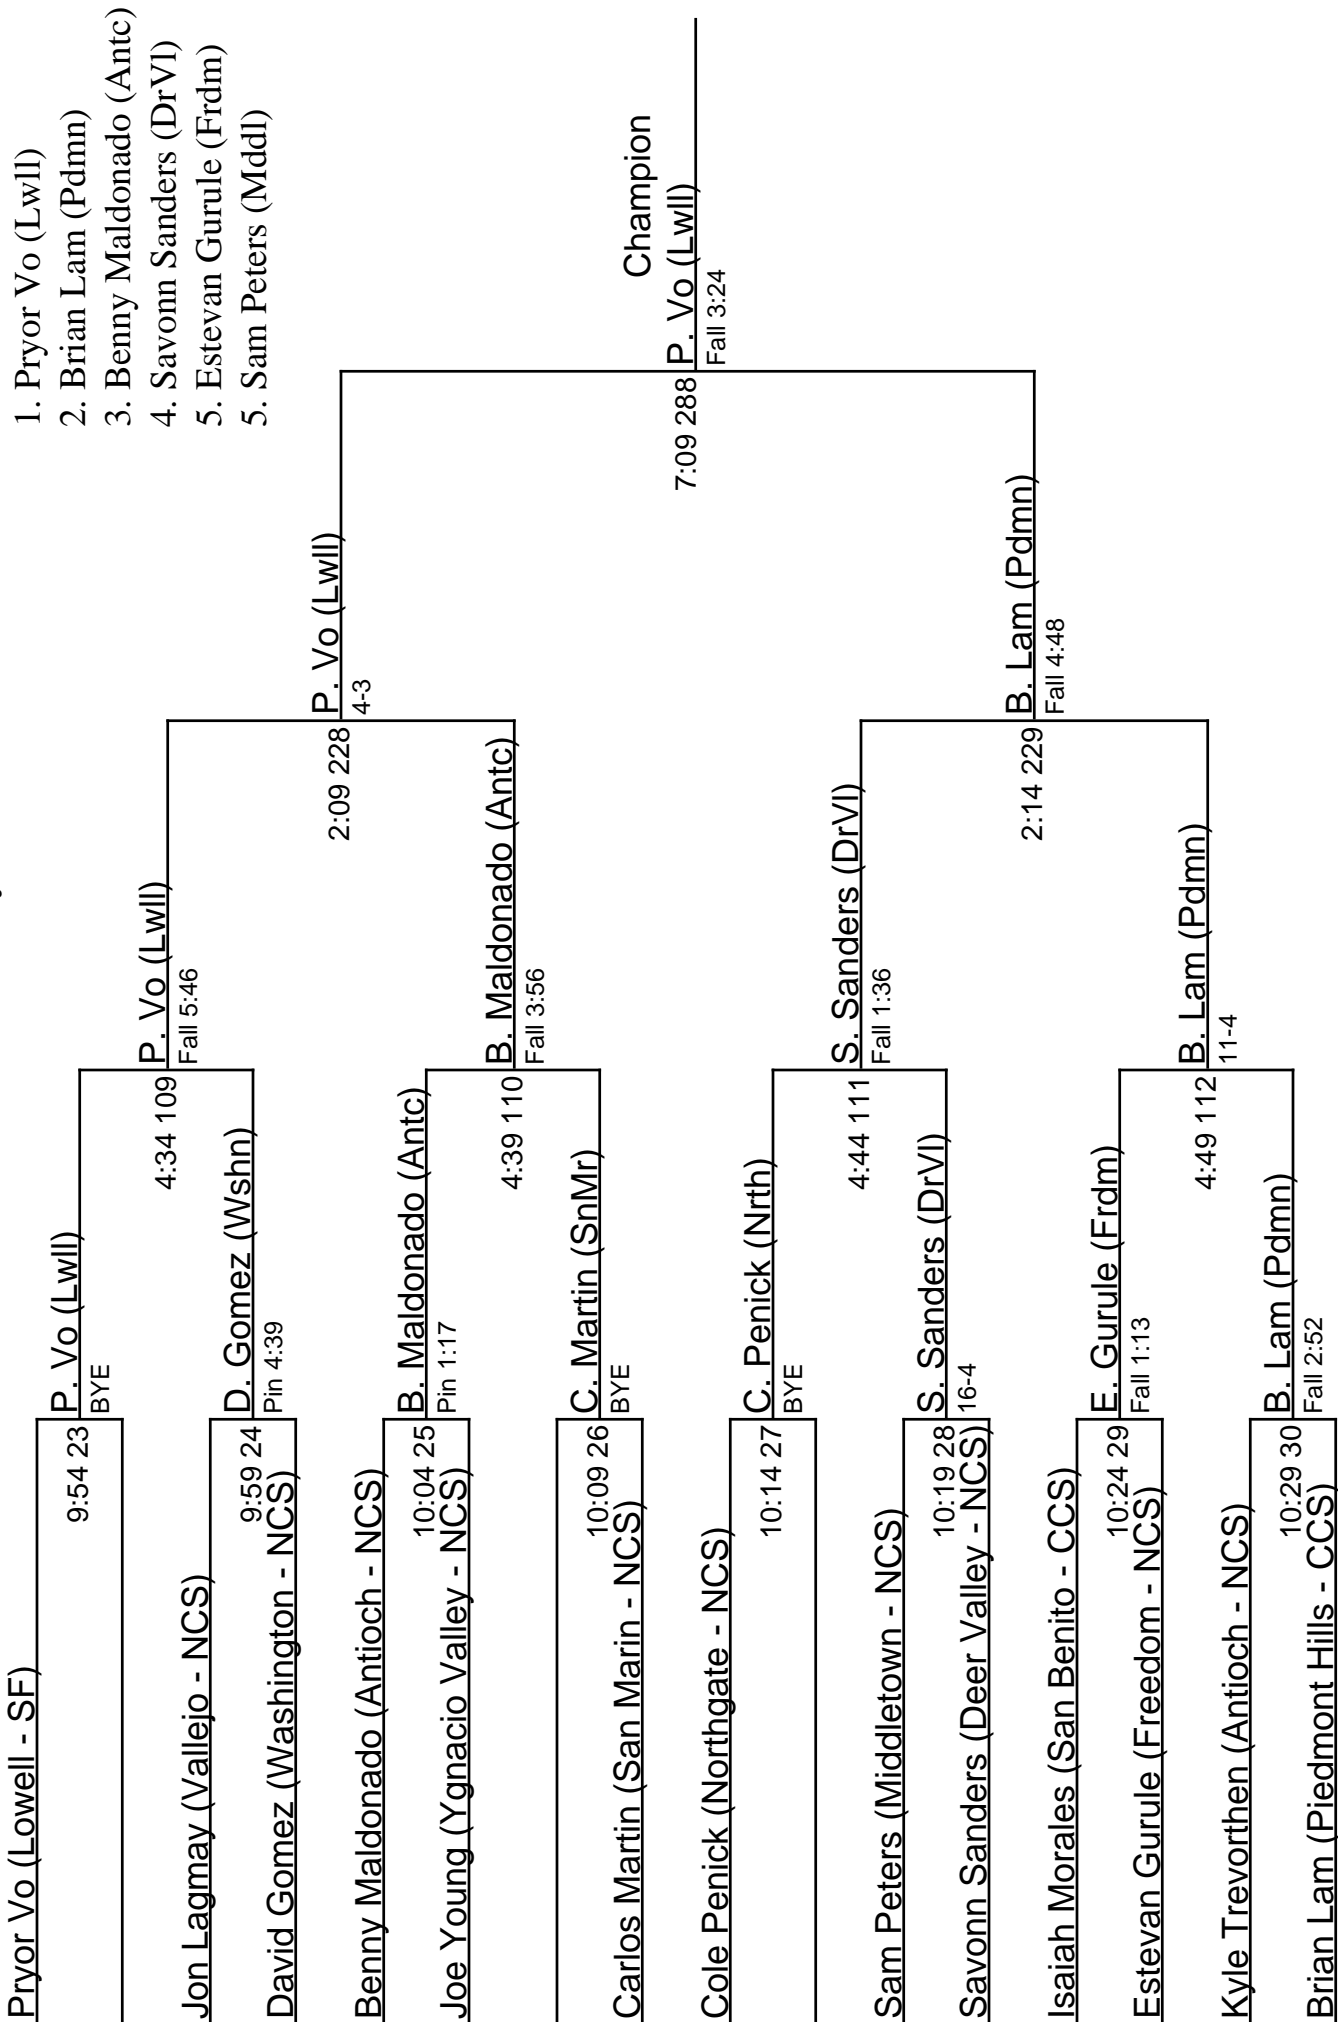 1. Pryor Vo (Lwll)
2. Brian Lam (Pdmn)
3. Benny Maldonado (Antc)
4. Savonn Sanders (DrVl)
5. Estevan Gurule (Frdm)
5. Sam Peters (Mddl)
Pryor Vo (Lowell - SF)
9:54 23
Jon Lagmay (Vallejo - NCS)
9:59 24
David Gomez (Washington - NCS)
Benny Maldonado (Antioch - NCS)
10:04 25
Joe Young (Ygnacio Valley - NCS)
10:09 26
Carlos Martin (San Marin - NCS)
Cole Penick (Northgate - NCS)
10:14 27
Sam Peters (Middletown - NCS)
10:19 28
Savonn Sanders (Deer Valley - NCS)
Isaiah Morales (San Benito - CCS)
10:24 29
Estevan Gurule (Freedom - NCS)
Kyle Trevorthen (Antioch - NCS)
10:29 30
Brian Lam (Piedmont Hills - CCS)
P. Vo (Lwll)
BYE
4:34 109
D. Gomez (Wshn)
Pin 4:39
B. Maldonado (Antc)
Pin 1:17
4:39 110
C. Martin (SnMr)
BYE
C. Penick (Nrth)
BYE
4:44 111
S. Sanders (DrVl)
16-4
E. Gurule (Frdm)
Fall 1:13
4:49 112
B. Lam (Pdmn)
Fall 2:52
P. Vo (Lwll)
Fall 5:46
2:09 228
B. Maldonado (Antc)
Fall 3:56
S. Sanders (DrVl)
Fall 1:36
2:14 229
B. Lam (Pdmn)
11-4
P. Vo (Lwll)
4-3
7:09 288
B. Lam (Pdmn)
Fall 4:48
Champion
P. Vo (Lwll)
Fall 3:24